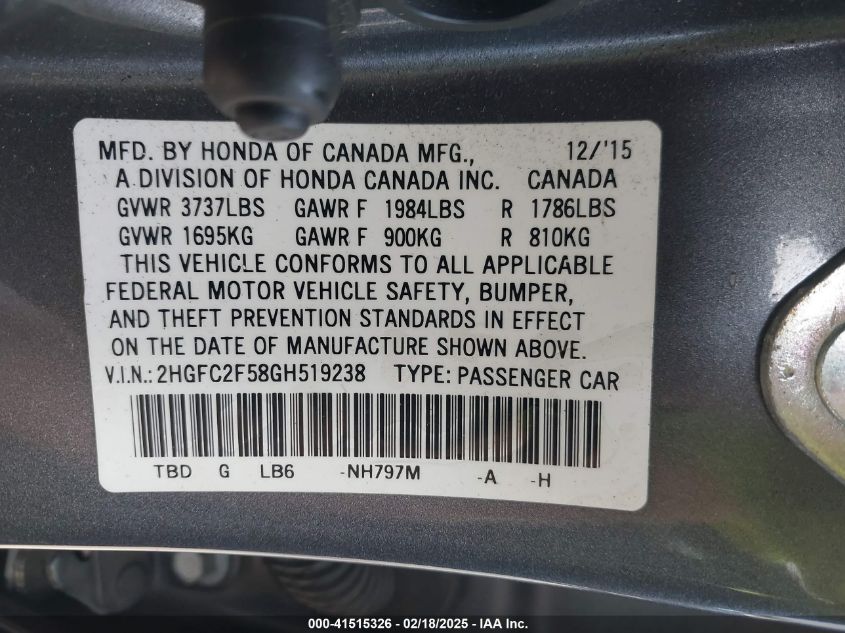 MFD. BY HONDA OF CANADA MFG., 12/'15
A DIVISION OF HONDA CANADA INC. CANADA
GVWR 3737LBS GAWR F 1984LBS R 1786LBS
GVWR 1695KG GAWR F 900KG R 810KG
THIS VEHICLE CONFORMS TO ALL APPLICABLE
FEDERAL MOTOR VEHICLE SAFETY, BUMPER,
AND THEFT PREVENTION STANDARDS IN EFFECT
ON THE DATE OF MANUFACTURE SHOWN ABOVE.
V.I.N.: 2HGFC2F58GH519238 TYPE: PASSENGER CAR
TBD G LB6 -NH797M -A -H
000-41515326 - 02/18/2025 - IAA Inc.